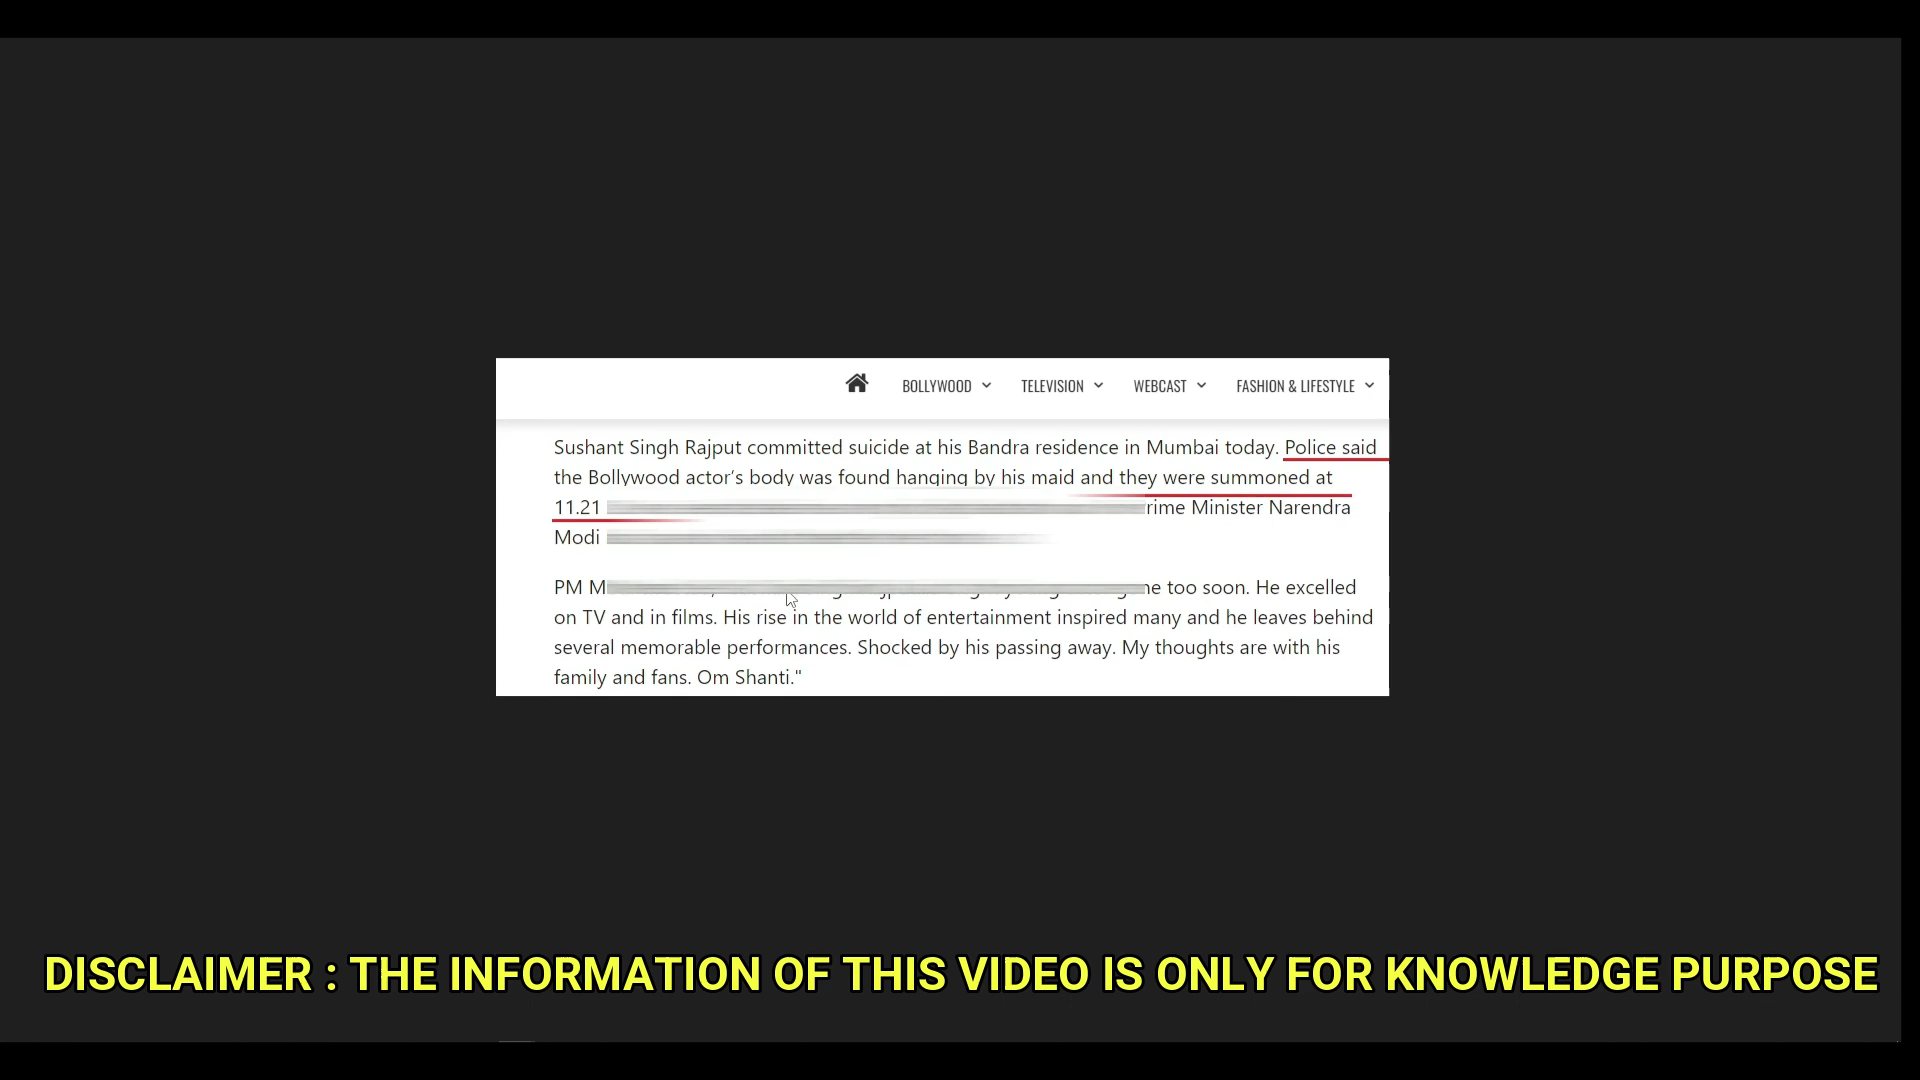 BOLLYWOOD TELEVISION WEBCAST FASHION & LIFESTYLE
Sushant Singh Rajput committed suicide at his Bandra residence in Mumbai today. Police said
the Bollywood actor’s body was found hanging by his maid and they were summoned at
11.21 rime Minister Narendra
Modi
PM M ne too soon. He excelled
on TV and in films. His rise in the world of entertainment inspired many and he leaves behind
several memorable performances. Shocked by his passing away. My thoughts are with his
family and fans. Om Shanti."
DISCLAIMER : THE INFORMATION OF THIS VIDEO IS ONLY FOR KNOWLEDGE PURPOSE